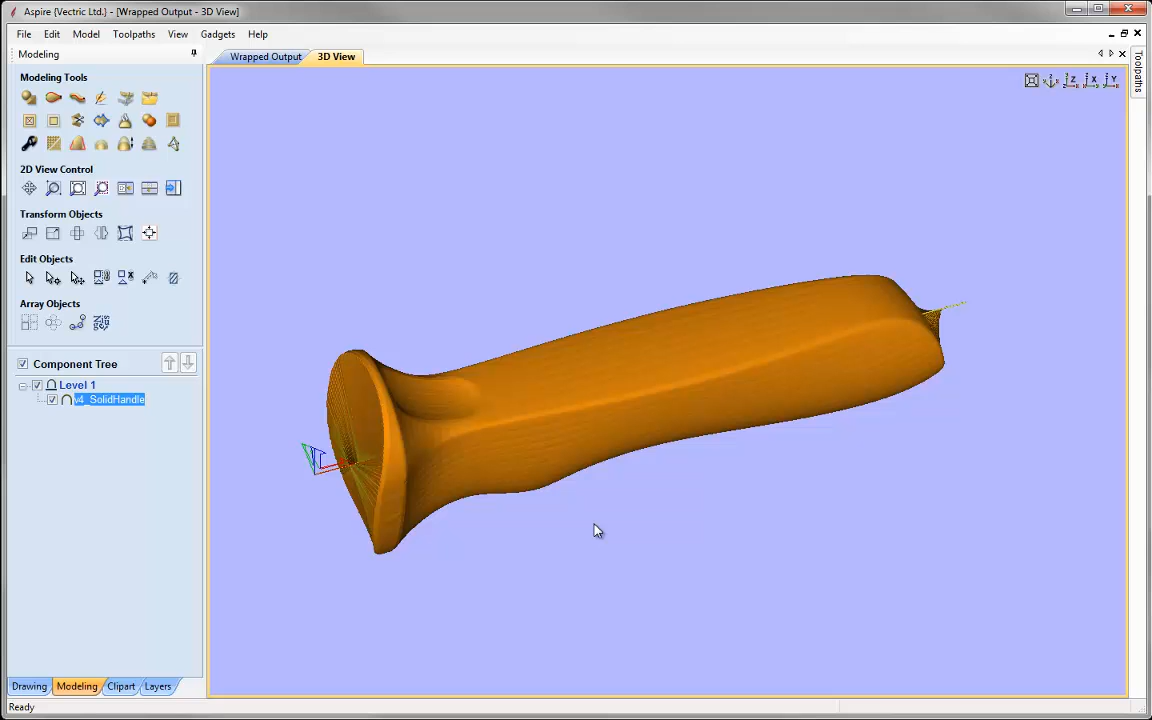 Aspire {Vectric Ltd.} - [Wrapped Output - 3D View]
File Edit Model Toolpaths View Gadgets Help
Modeling
Wrapped Output 3D View
Toolpaths
Modeling Tools
2D View Control
Transform Objects
Edit Objects
Array Objects
Component Tree
Level 1
v4_SolidHandle
Drawing Modeling Clipart Layers
Ready